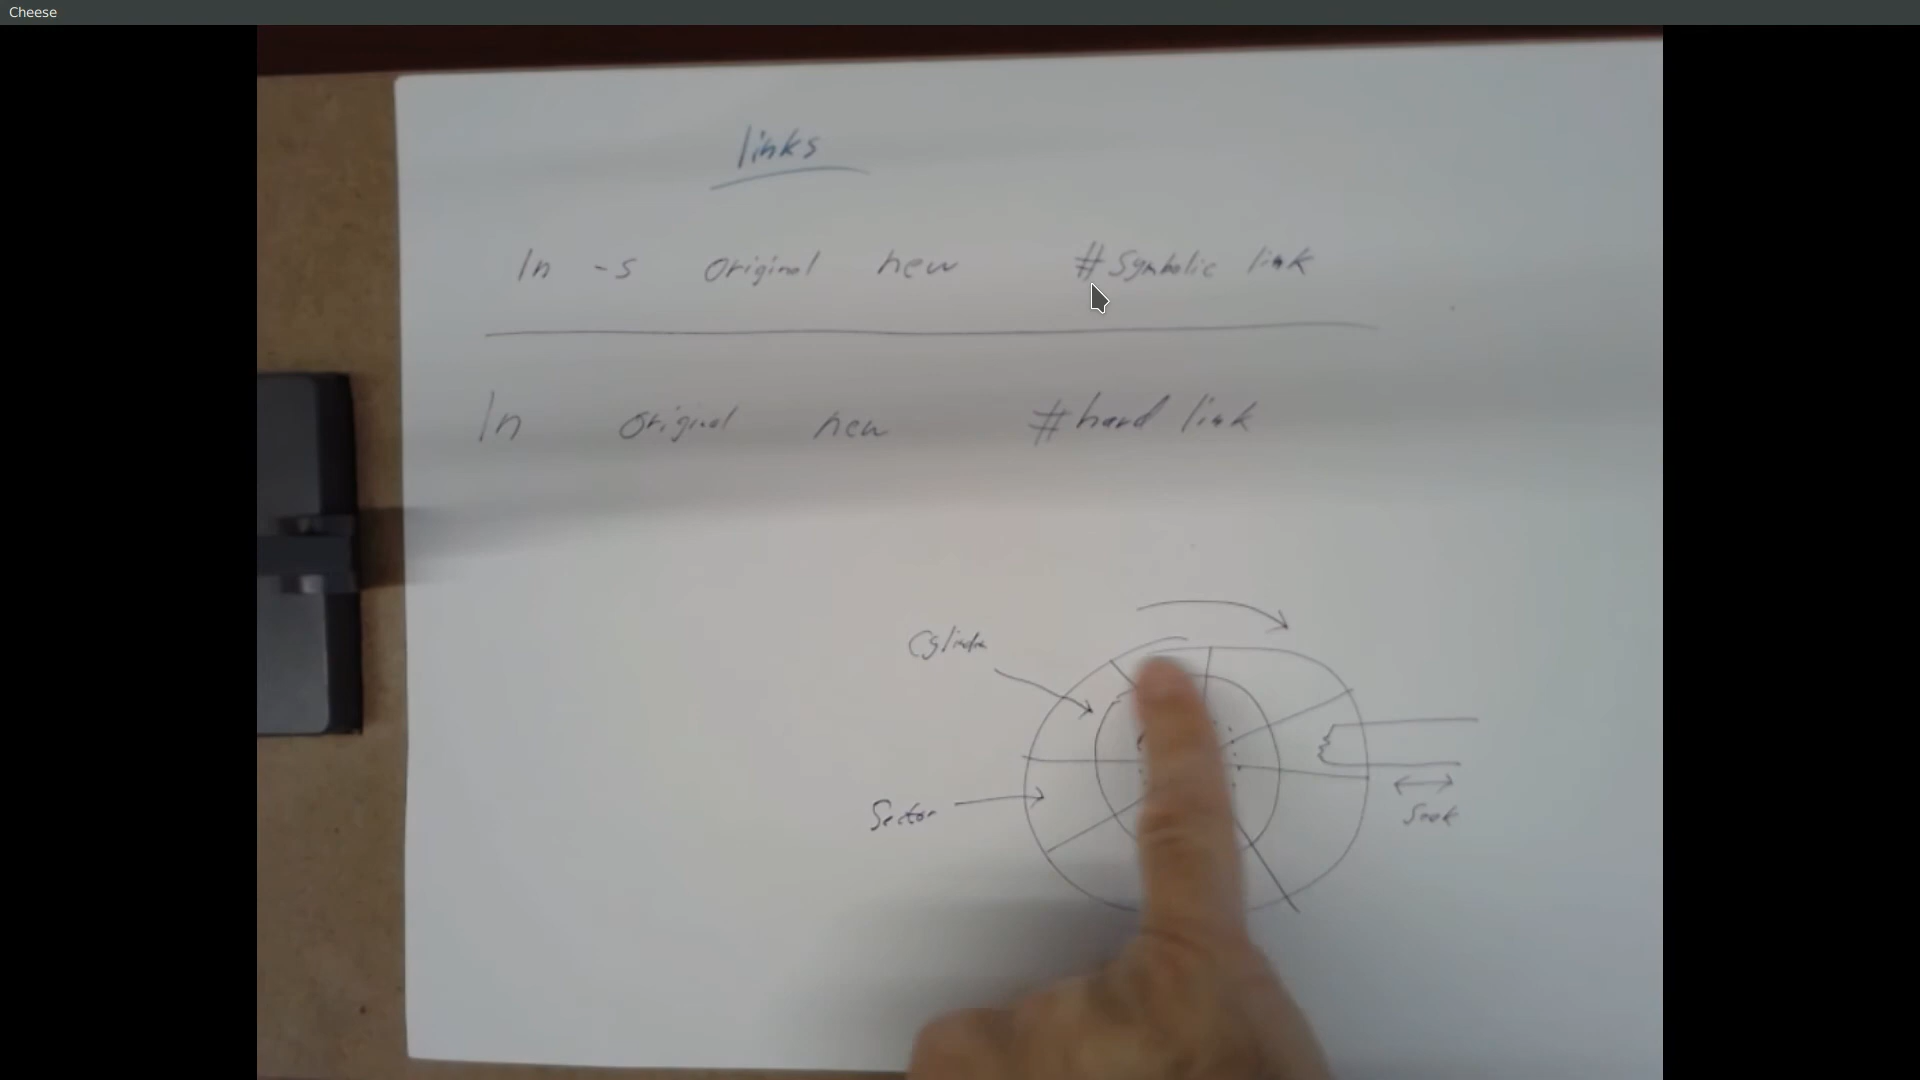 Cheese
links
ln -s original new #Symbolic link
ln original new #hard link
Cylinder
Sector
Seek